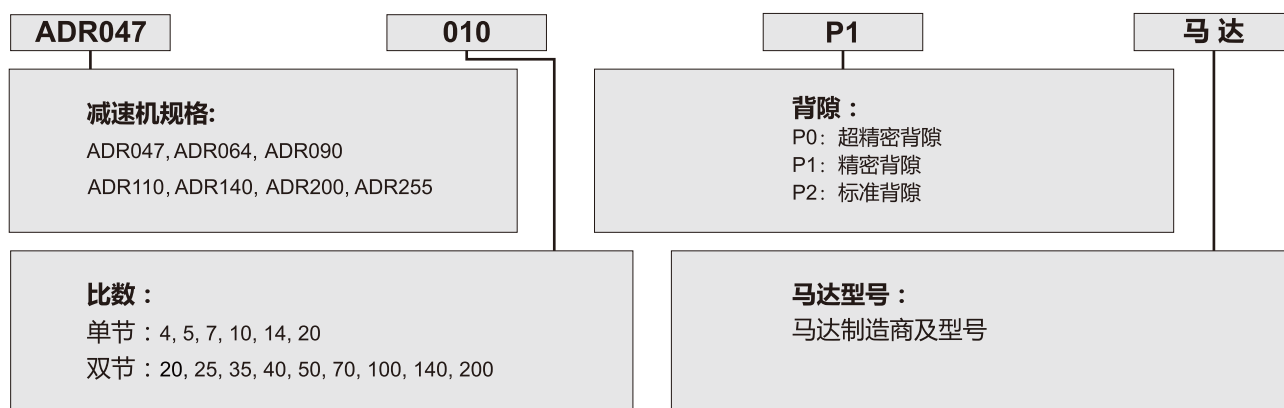 ADR047
010
P1
马达
减速机规格:
ADR047, ADR064, ADR090
ADR110, ADR140, ADR200, ADR255
背隙：
P0：超精密背隙
P1：精密背隙
P2：标准背隙
比数：
单节：4, 5, 7, 10, 14, 20
双节：20, 25, 35, 40, 50, 70, 100, 140, 200
马达型号：
马达制造商及型号